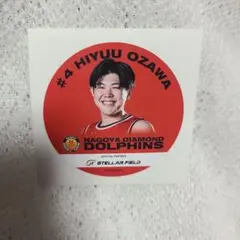 #4 HIYUU OZAWA
NAGOYA DIAMOND
DOLPHINS
STELLAR FIELD